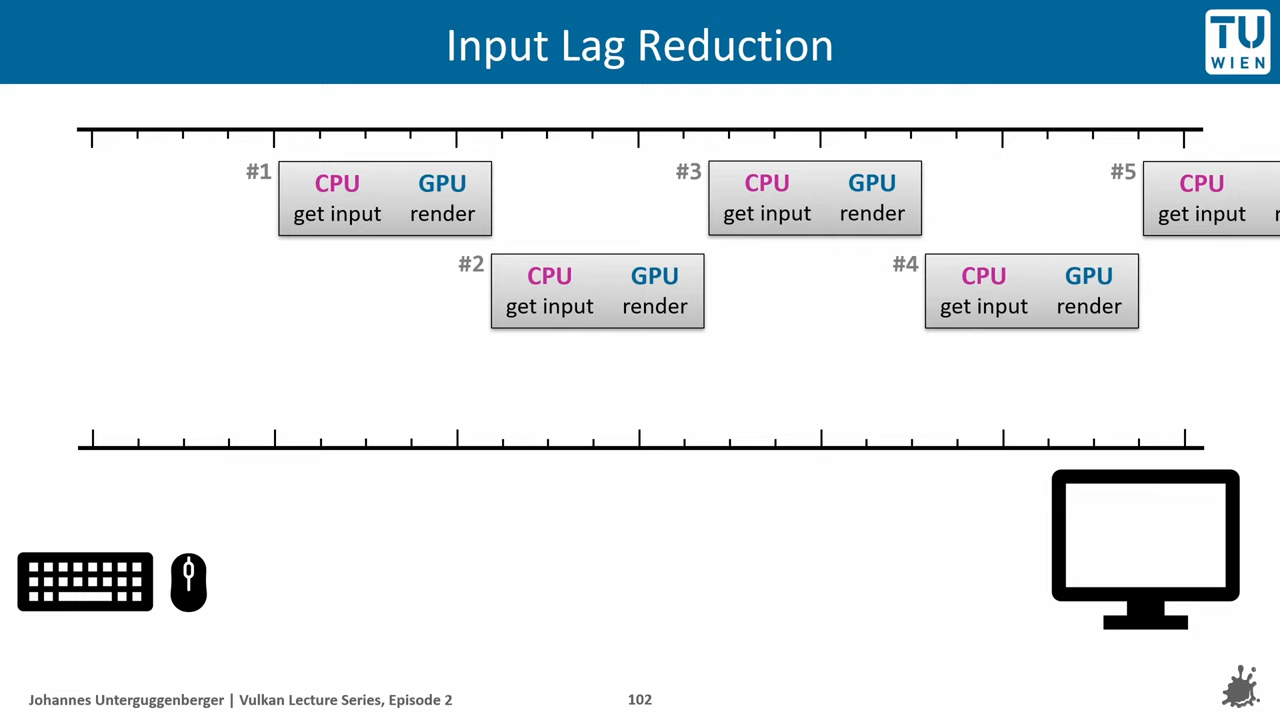 Input Lag Reduction
TU
WIEN
#1
CPU GPU
get input render
#3
CPU GPU
get input render
#5
CPU
get input r
#2
CPU GPU
get input render
#4
CPU GPU
get input render
Johannes Unterguggenberger | Vulkan Lecture Series, Episode 2
102